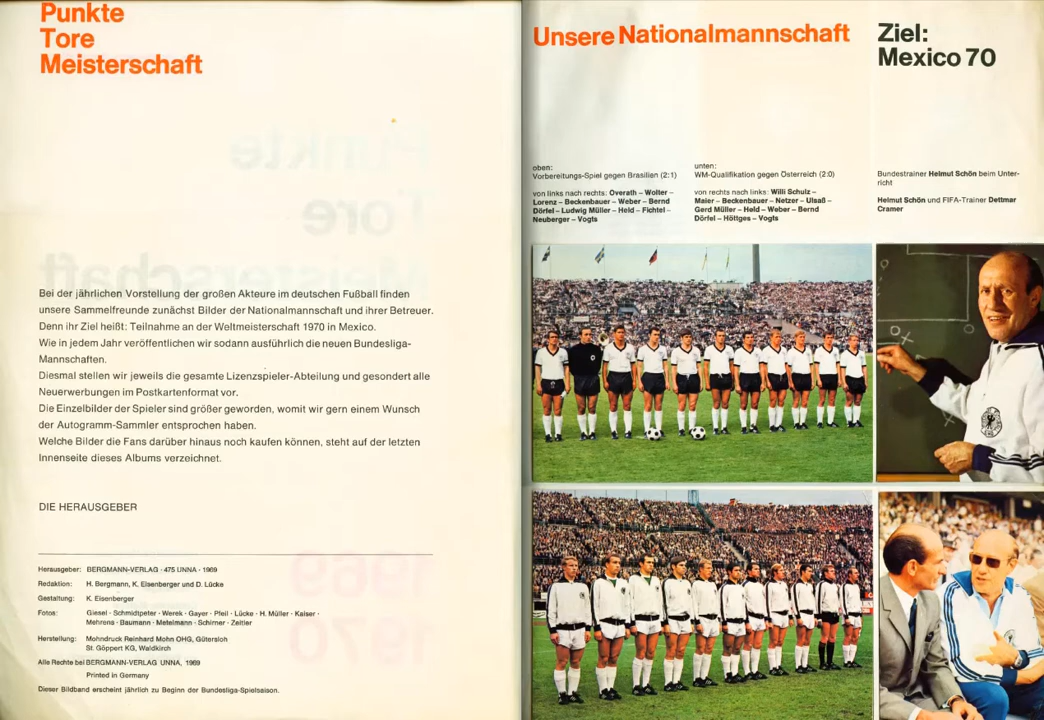 Punkte
Tore
Meisterschaft
Bei der jährlichen Vorstellung der großen Akteure im deutschen Fußball finden
unsere Sammelfreunde zunächst Bilder der Nationalmannschaft und ihrer Betreuer.
Denn ihr Ziel heißt: Teilnahme an der Weltmeisterschaft 1970 in Mexico.
Wie in jedem Jahr veröffentlichen wir sodann ausführlich die neuen Bundesliga-
Mannschaften.
Diesmal stellen wir jeweils die gesamte Lizenzspieler-Abteilung und gesondert alle
Neuerwerbungen im Postkartenformat vor.
Die Einzelbilder der Spieler sind größer geworden, womit wir gern einem Wunsch
der Autogramm-Sammler entsprochen haben.
Welche Bilder die Fans darüber hinaus noch kaufen können, steht auf der letzten
Innenseite dieses Albums verzeichnet.
DIE HERAUSGEBER
Herausgeber: BERGMANN-VERLAG · 475 UNNA · 1969
Redaktion: H. Bergmann, K. Eisenberger und D. Lücke
Gestaltung: K. Eisenberger
Fotos: Giesel · Schmidtpeter · Werek · Gayer · Pfeil · Lücke · H. Müller · Kaiser ·
Mehrens · Baumann · Metelmann · Schirner · Zeitler
Herstellung: Mohndruck Reinhard Mohn OHG, Gütersloh
St. Göppert KG, Waldkirch
Alle Rechte bei BERGMANN-VERLAG UNNA, 1969
Printed in Germany
Dieser Bildband erscheint jährlich zu Beginn der Bundesliga-Spielsaison.
Unsere Nationalmannschaft
oben:
Vorbereitungs-Spiel gegen Brasilien (2:1)
von links nach rechts: Overath – Wolter –
Lorenz – Beckenbauer – Weber – Bernd
Dörfel – Ludwig Müller – Held – Fichtel –
Neuberger – Vogts
unten:
WM-Qualifikation gegen Österreich (2:0)
von rechts nach links: Willi Schulz –
Maier – Beckenbauer – Netzer – Ulsaß –
Gerd Müller – Held – Weber – Bernd
Dörfel – Höttges – Vogts
Ziel:
Mexico 70
Bundestrainer Helmut Schön beim Unter-
richt
Helmut Schön und FIFA-Trainer Dettmar
Cramer